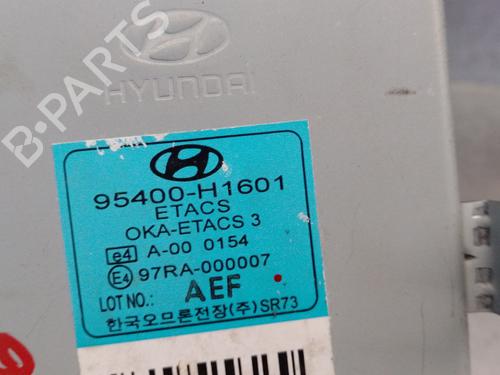 HYUNDAI
B-PARTS
95400-H1601
ETACS
OKA-ETACS 3
e4 A-00 0154
E4 97RA-000007
LOT NO.: AEF
한국오므론전장(주)SR73